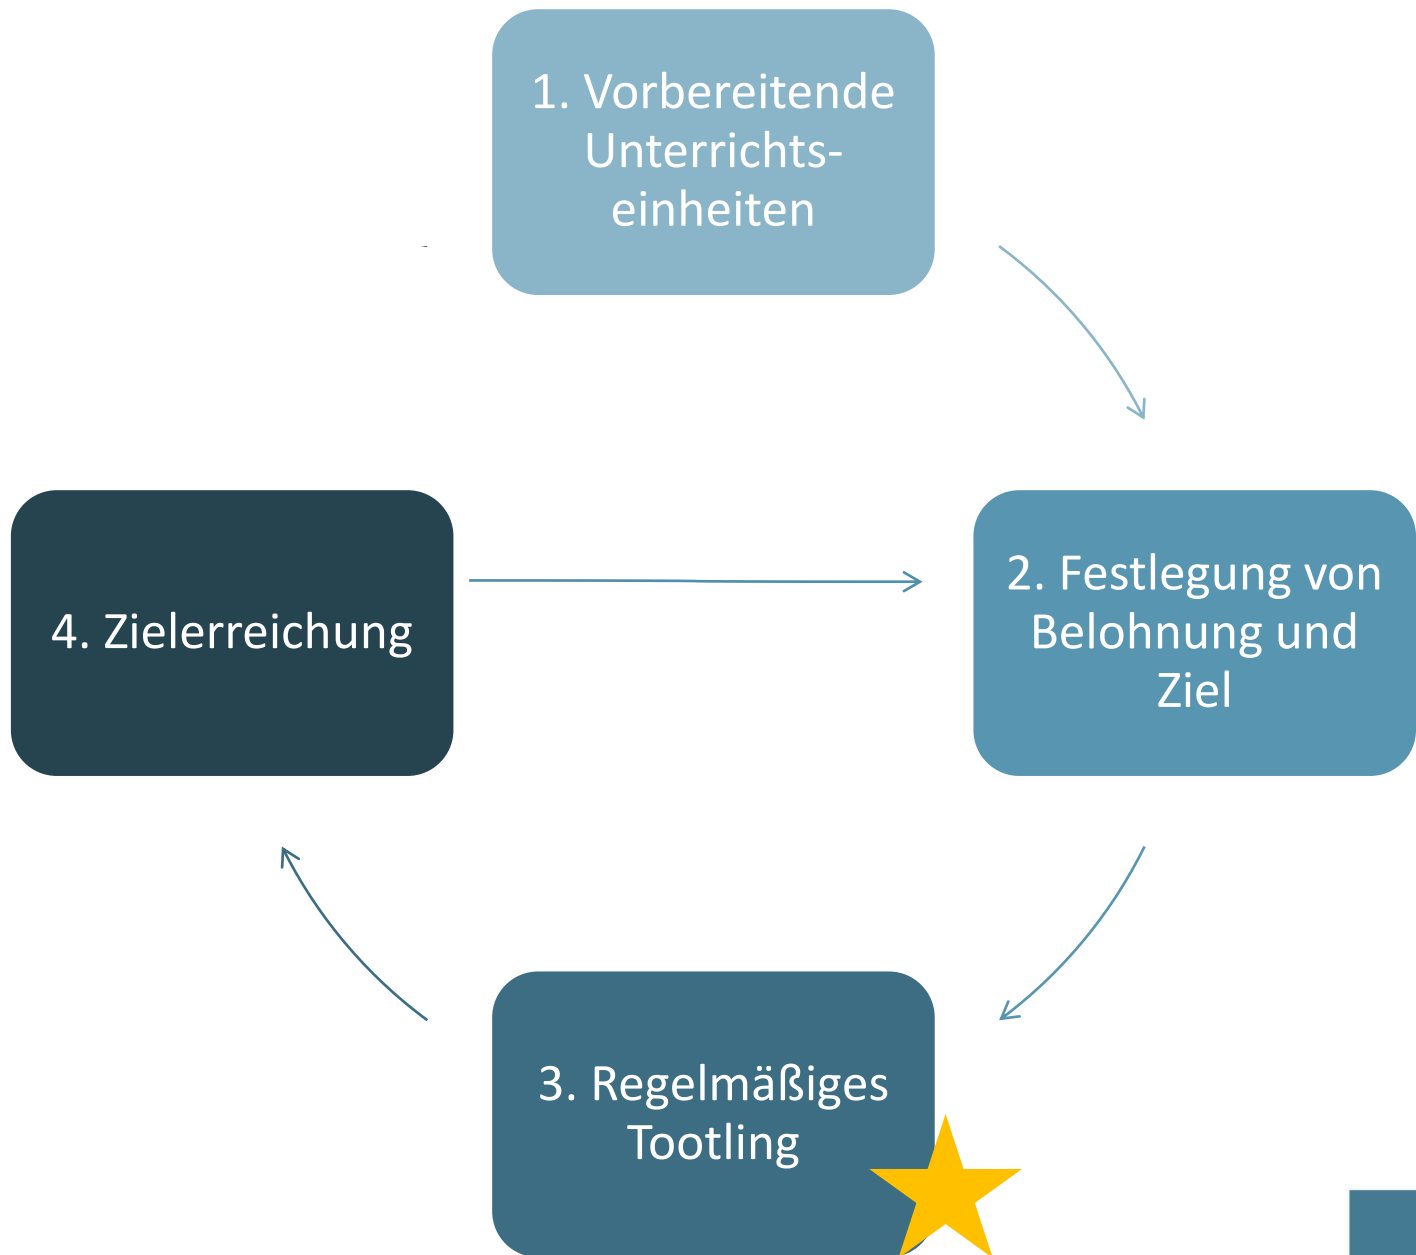 1. Vorbereitende
Unterrichts-
einheiten
2. Festlegung von
Belohnung und
Ziel
3. Regelmäßiges
Tootling
4. Zielerreichung